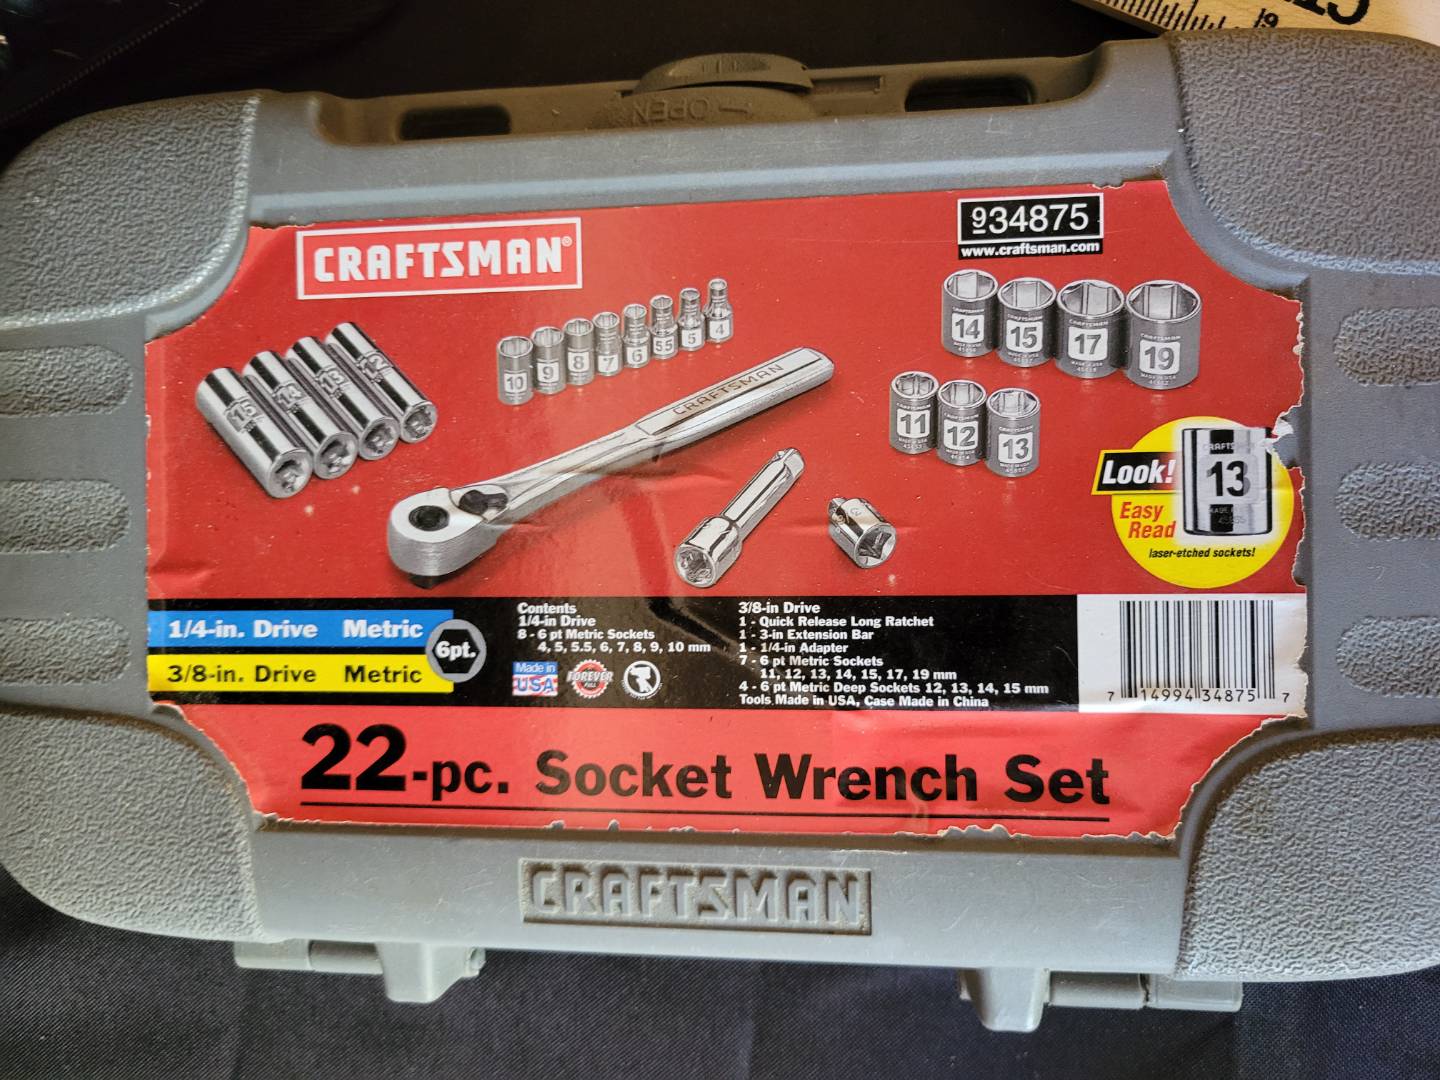 OPEN
CRAFTSMAN®
934875
www.craftsman.com
15
13
12
10
9
8
7
6
5.5
5
4
CRAFTSMAN
14
15
17
19
11
12
13
Look!
Easy
Read
13
laser-etched sockets!
1/4-in. Drive Metric
3/8-in. Drive Metric
6pt.
Contents
1/4-in Drive
8 - 6 pt Metric Sockets
4, 5, 5.5, 6, 7, 8, 9, 10 mm
Made in
USA
FOREVER
3/8-in Drive
1 - Quick Release Long Ratchet
1 - 3-in Extension Bar
1 - 1/4-in Adapter
7 - 6 pt Metric Sockets
11, 12, 13, 14, 15, 17, 19 mm
4 - 6 pt Metric Deep Sockets 12, 13, 14, 15 mm
Tools Made in USA, Case Made in China
7 14994 34875 7
22-pc. Socket Wrench Set
CRAFTSMAN